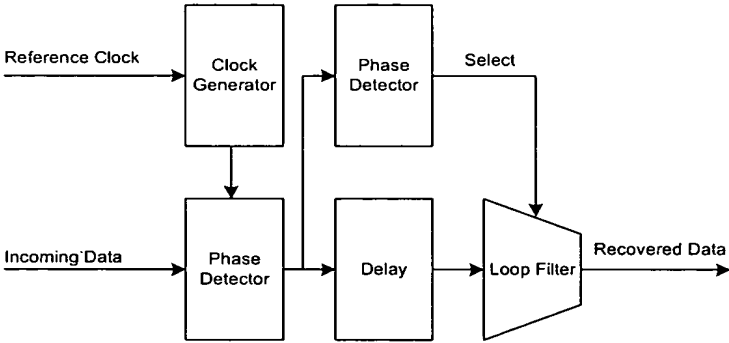 Reference Clock
Clock
Generator
Phase
Detector
Select
Incoming Data
Phase
Detector
Delay
Loop Filter
Recovered Data